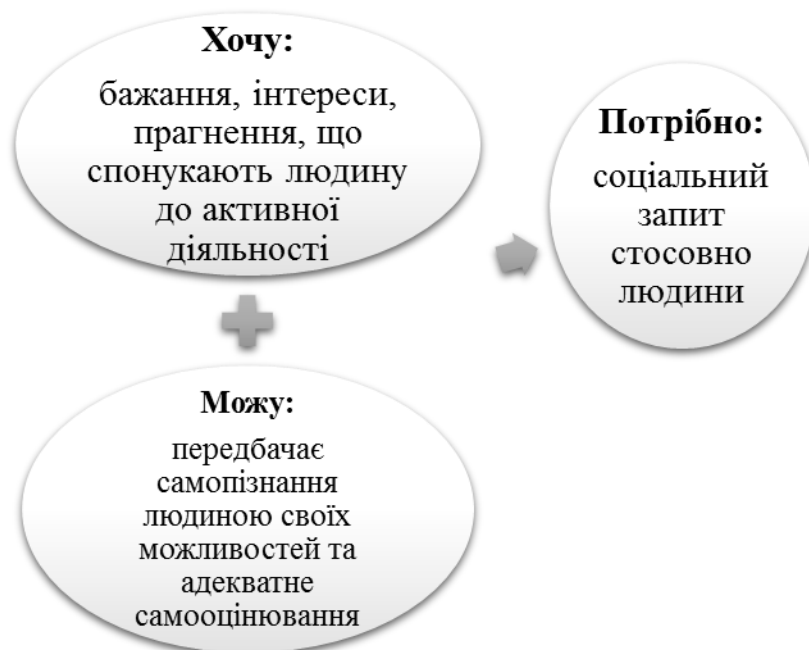 Хочу:
бажання, інтереси,
прагнення, що
спонукають людину
до активної
діяльності
Потрібно:
соціальний
запит
стосовно
людини
Можу:
передбачає
самопізнання
людиною своїх
можливостей та
адекватне
самооцінювання